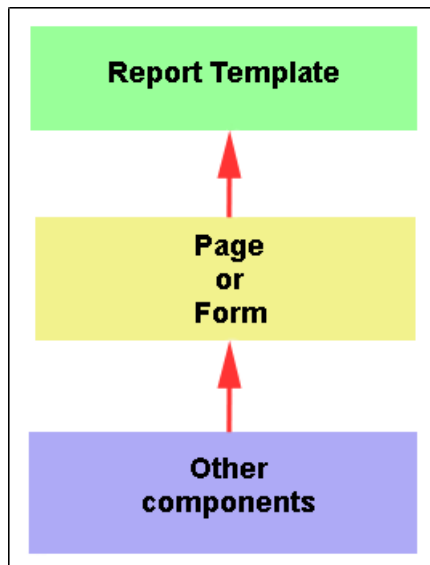 Report Template
Page
or
Form
Other
components